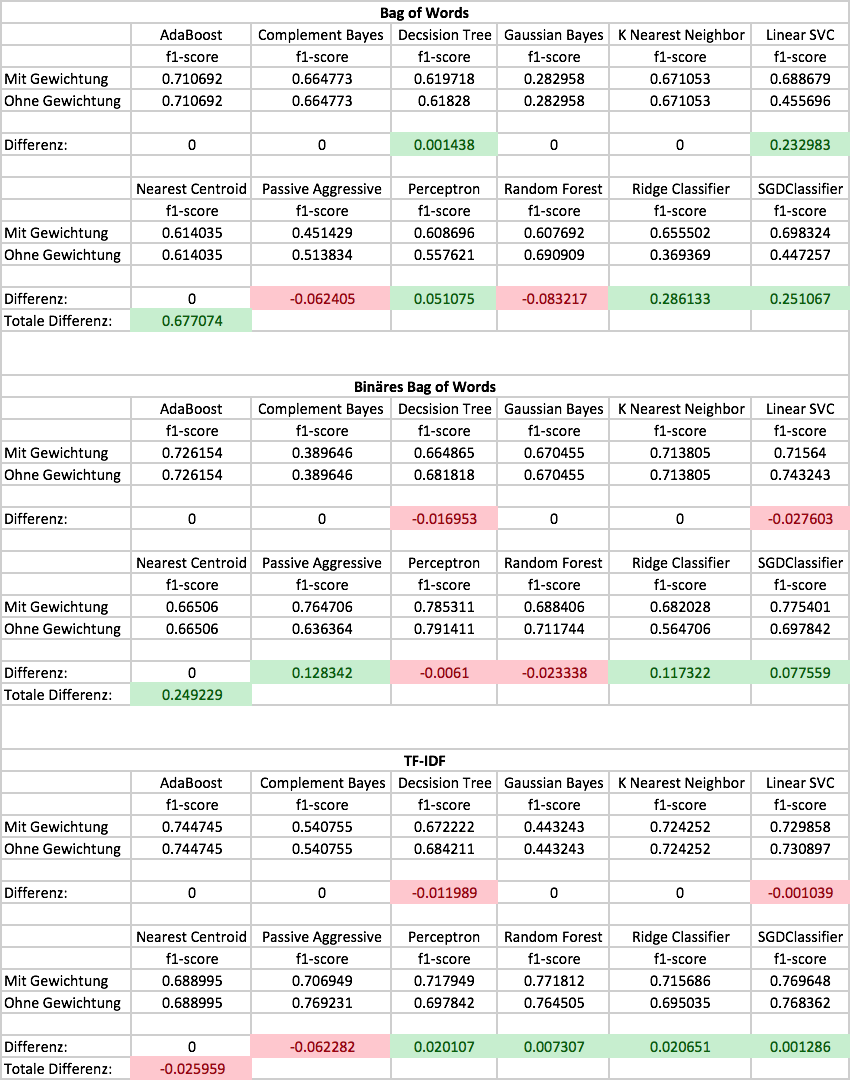 Bag of Words
AdaBoost Complement Bayes Decsision Tree Gaussian Bayes K Nearest Neighbor Linear SVC
f1-score f1-score f1-score f1-score f1-score f1-score
Mit Gewichtung 0.710692 0.664773 0.619718 0.282958 0.671053 0.688679
Ohne Gewichtung 0.710692 0.664773 0.61828 0.282958 0.671053 0.455696
Differenz: 0 0 0.001438 0 0 0.232983
Nearest Centroid Passive Aggressive Perceptron Random Forest Ridge Classifier SGDClassifier
f1-score f1-score f1-score f1-score f1-score f1-score
Mit Gewichtung 0.614035 0.451429 0.608696 0.607692 0.655502 0.698324
Ohne Gewichtung 0.614035 0.513834 0.557621 0.690909 0.369369 0.447257
Differenz: 0 -0.062405 0.051075 -0.083217 0.286133 0.251067
Totale Differenz: 0.677074
Binäres Bag of Words
AdaBoost Complement Bayes Decsision Tree Gaussian Bayes K Nearest Neighbor Linear SVC
f1-score f1-score f1-score f1-score f1-score f1-score
Mit Gewichtung 0.726154 0.389646 0.664865 0.670455 0.713805 0.71564
Ohne Gewichtung 0.726154 0.389646 0.681818 0.670455 0.713805 0.743243
Differenz: 0 0 -0.016953 0 0 -0.027603
Nearest Centroid Passive Aggressive Perceptron Random Forest Ridge Classifier SGDClassifier
f1-score f1-score f1-score f1-score f1-score f1-score
Mit Gewichtung 0.66506 0.764706 0.785311 0.688406 0.682028 0.775401
Ohne Gewichtung 0.66506 0.636364 0.791411 0.711744 0.564706 0.697842
Differenz: 0 0.128342 -0.0061 -0.023338 0.117322 0.077559
Totale Differenz: 0.249229
TF-IDF
AdaBoost Complement Bayes Decsision Tree Gaussian Bayes K Nearest Neighbor Linear SVC
f1-score f1-score f1-score f1-score f1-score f1-score
Mit Gewichtung 0.744745 0.540755 0.672222 0.443243 0.724252 0.729858
Ohne Gewichtung 0.744745 0.540755 0.684211 0.443243 0.724252 0.730897
Differenz: 0 0 -0.011989 0 0 -0.001039
Nearest Centroid Passive Aggressive Perceptron Random Forest Ridge Classifier SGDClassifier
f1-score f1-score f1-score f1-score f1-score f1-score
Mit Gewichtung 0.688995 0.706949 0.717949 0.771812 0.715686 0.769648
Ohne Gewichtung 0.688995 0.769231 0.697842 0.764505 0.695035 0.768362
Differenz: 0 -0.062282 0.020107 0.007307 0.020651 0.001286
Totale Differenz: -0.025959